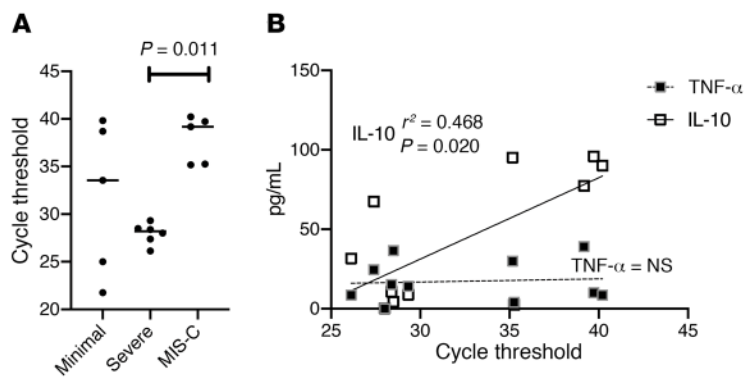 A
P = 0.011
45
40
35
30
25
20
Cycle threshold
Minimal
Severe
MIS-C
B
150
100
50
0
pg/mL
IL-10 r² = 0.468
P = 0.020
TNF-α = NS
TNF-α
IL-10
25
30
35
40
45
Cycle threshold